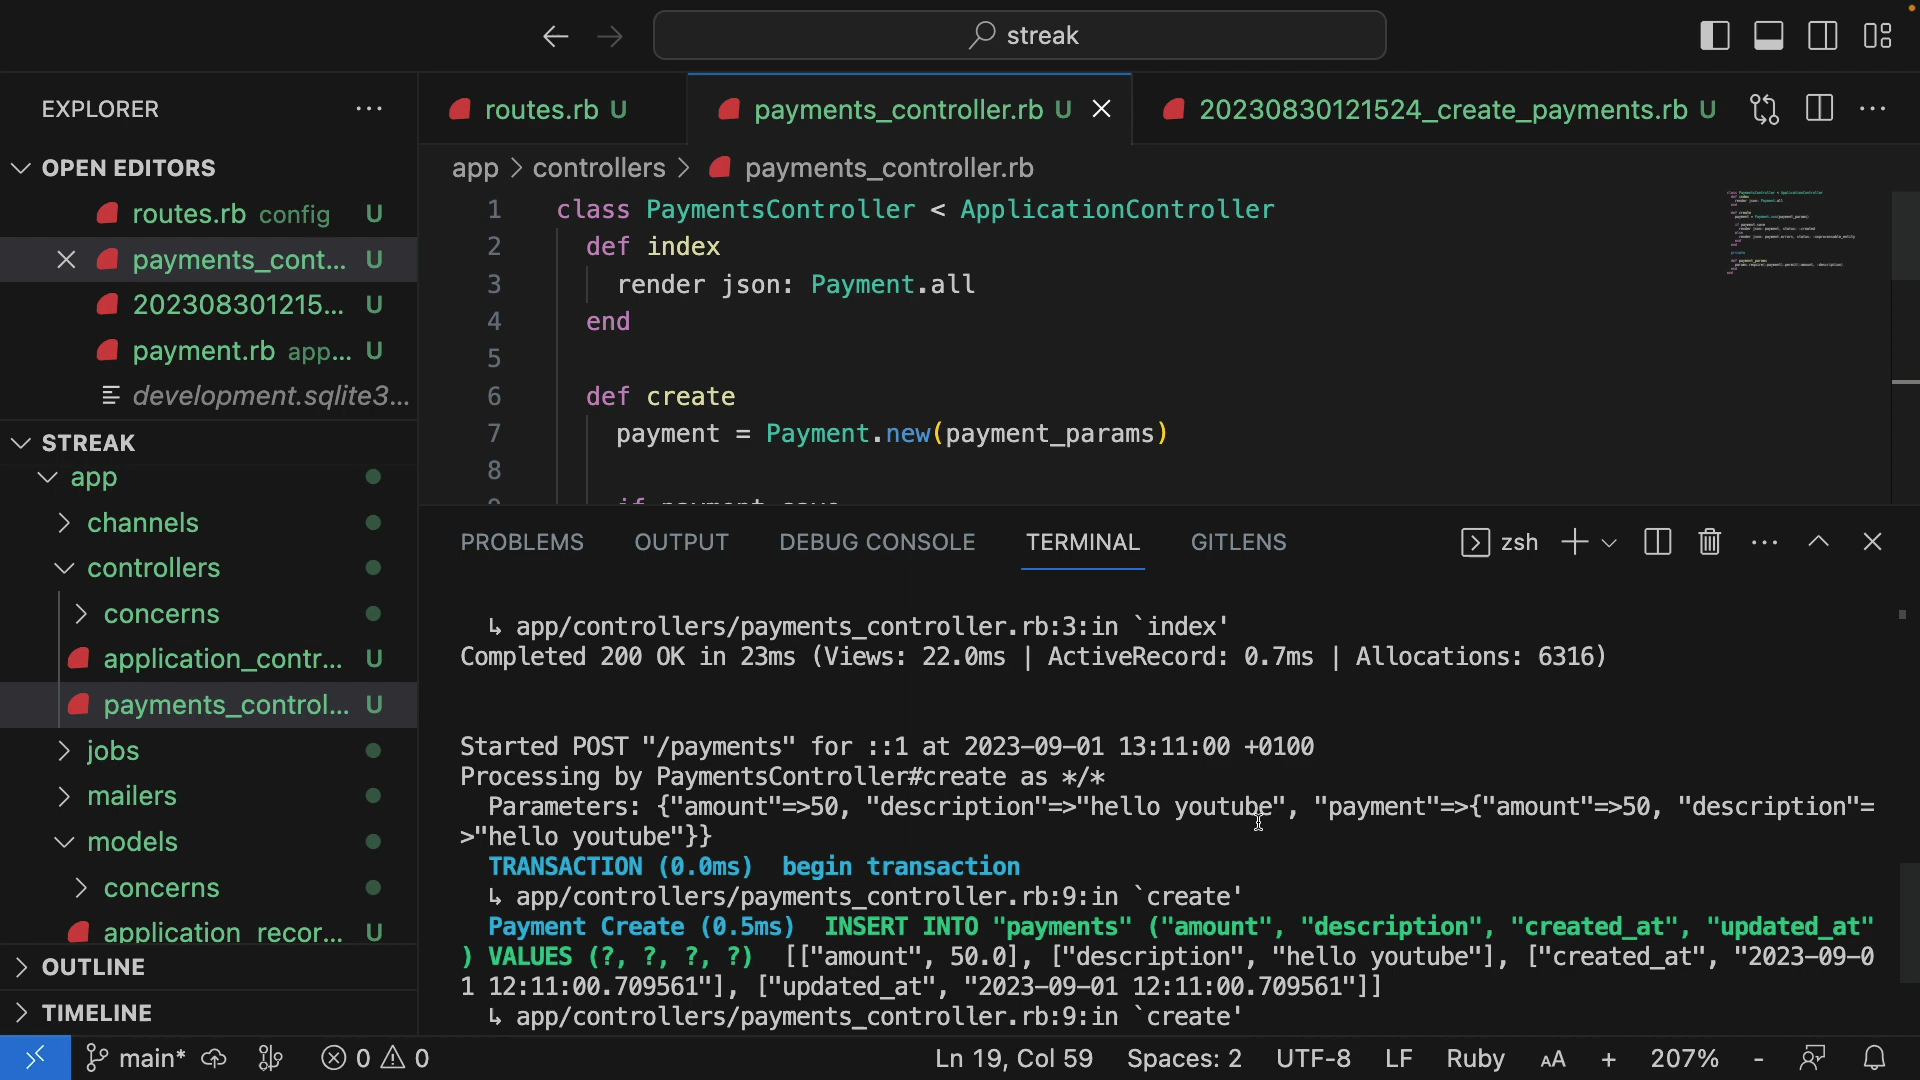 streak
EXPLORER
OPEN EDITORS
routes.rb config U
payments_cont... U
202308301215... U
payment.rb app... U
development.sqlite3...
STREAK
app
channels
controllers
concerns
application_contr... U
payments_control... U
jobs
mailers
models
concerns
application_recor... U
OUTLINE
TIMELINE
routes.rb U
payments_controller.rb U
20230830121524_create_payments.rb U
app > controllers > payments_controller.rb
1 class PaymentsController < ApplicationController
2 def index
3 render json: Payment.all
4 end
5
6 def create
7 payment = Payment.new(payment_params)
8
9 if payment.save
PROBLEMS OUTPUT DEBUG CONSOLE TERMINAL GITLENS zsh
↳ app/controllers/payments_controller.rb:3:in `index'
Completed 200 OK in 23ms (Views: 22.0ms | ActiveRecord: 0.7ms | Allocations: 6316)
Started POST "/payments" for ::1 at 2023-09-01 13:11:00 +0100
Processing by PaymentsController#create as */*
Parameters: {"amount"=>50, "description"=>"hello youtube", "payment"=>{"amount"=>50, "description"=
>"hello youtube"}}
TRANSACTION (0.0ms) begin transaction
↳ app/controllers/payments_controller.rb:9:in `create'
Payment Create (0.5ms) INSERT INTO "payments" ("amount", "description", "created_at", "updated_at"
) VALUES (?, ?, ?, ?) [["amount", 50.0], ["description", "hello youtube"], ["created_at", "2023-09-0
1 12:11:00.709561"], ["updated_at", "2023-09-01 12:11:00.709561"]]
↳ app/controllers/payments_controller.rb:9:in `create'
main* 0 0 Ln 19, Col 59 Spaces: 2 UTF-8 LF Ruby AA + 207% -